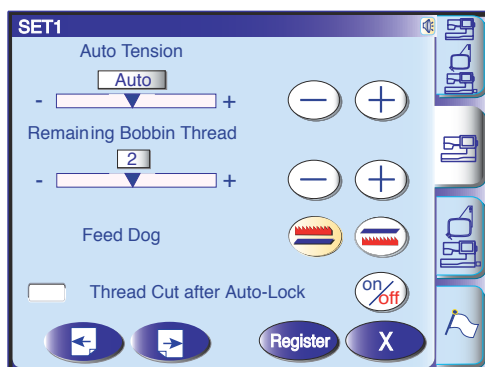 SET1
Auto Tension
Auto
- +
Remaining Bobbin Thread
2
- +
Feed Dog
Thread Cut after Auto-Lock
on/off
Register X